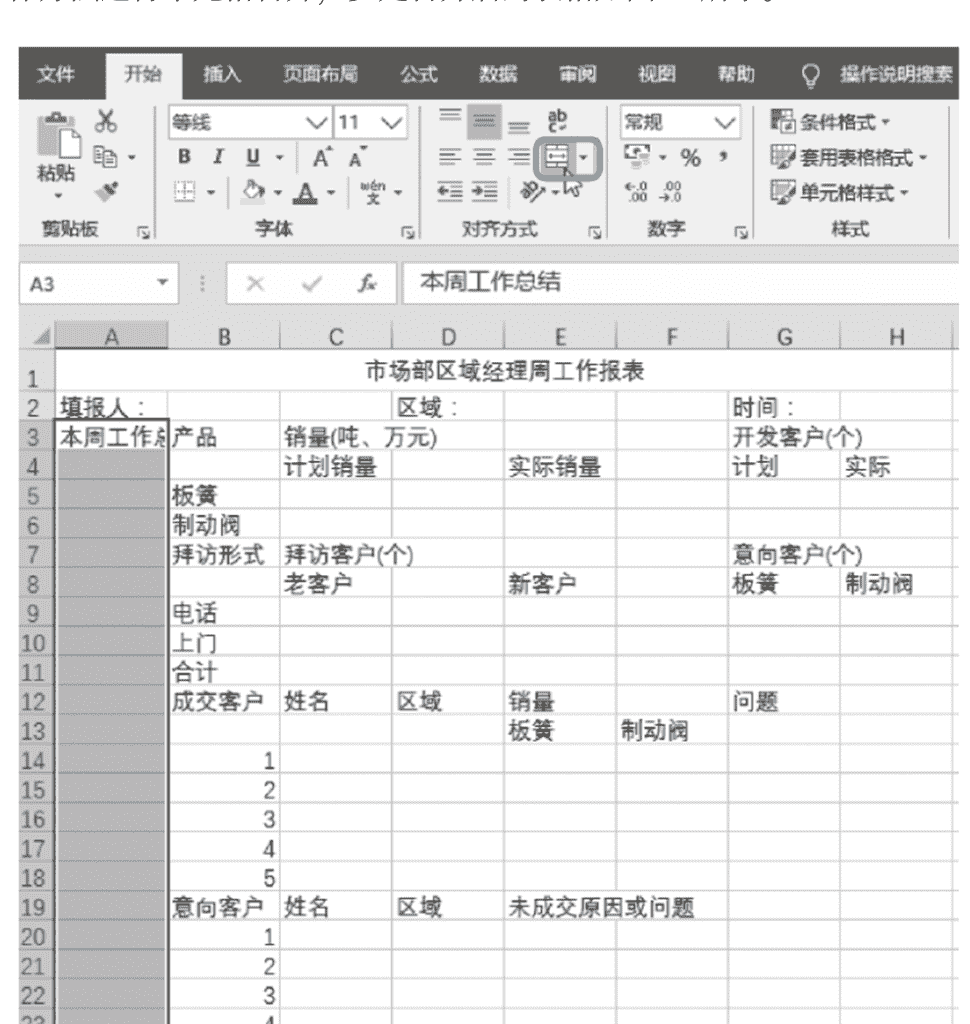 文件 开始 插入 页面布局 公式 数据 审阅 视图 帮助 操作说明搜索
等线 11 ab 常规 条件格式
粘贴 B I U A A % , 套用表格格式
A wén 文 .00 .00 .0 单元格样式
剪贴板 字体 对齐方式 数字 样式
A3 fx 本周工作总结
A B C D E F G H
1 市场部区域经理周工作报表
2 填报人: 区域: 时间:
3 本周工作总 产品 销量(吨、万元) 开发客户(个)
4 计划销量 实际销量 计划 实际
5 板簧
6 制动阀
7 拜访形式 拜访客户(个) 意向客户(个)
8 老客户 新客户 板簧 制动阀
9 电话
10 上门
11 合计
12 成交客户 姓名 区域 销量 问题
13 板簧 制动阀
14 1
15 2
16 3
17 4
18 5
19 意向客户 姓名 区域 未成交原因或问题
20 1
21 2
22 3
23 4